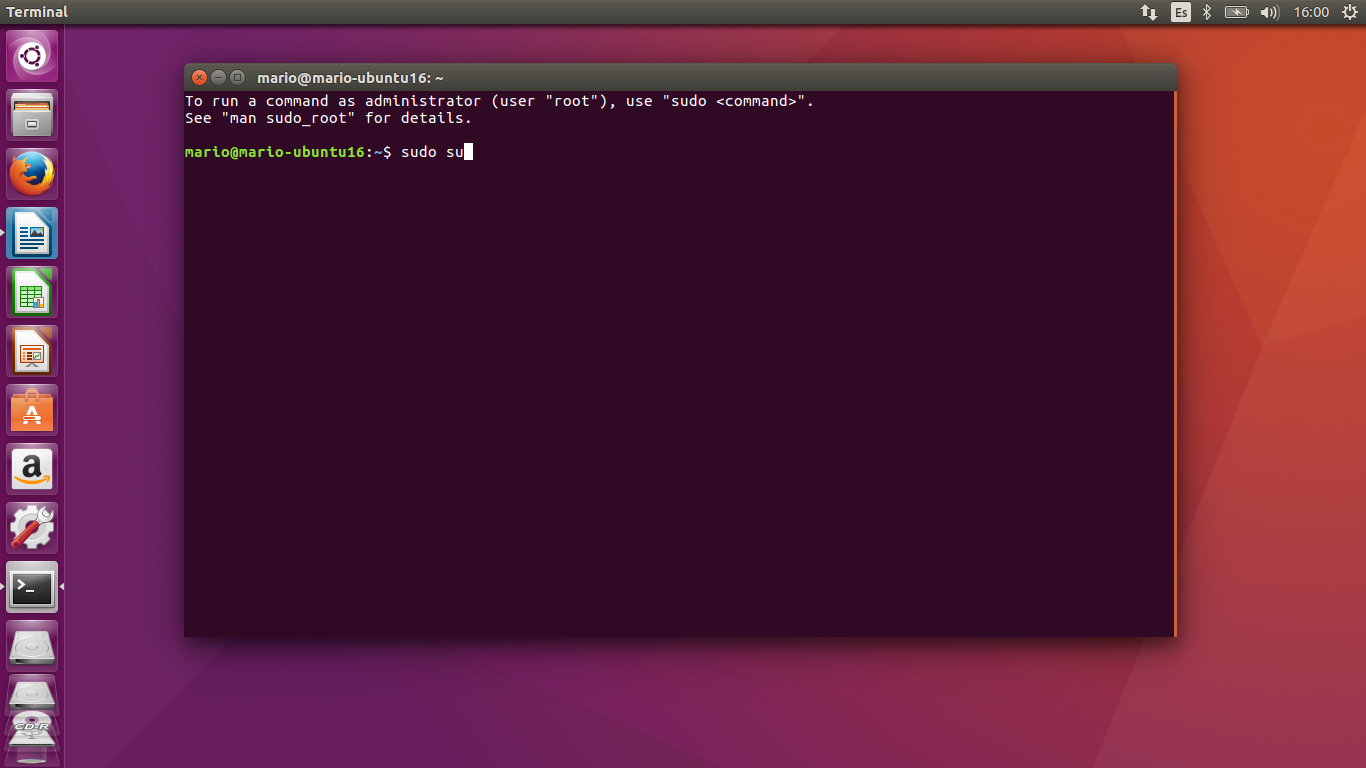 Terminal
Es
16:00
mario@mario-ubuntu16: ~
To run a command as administrator (user "root"), use "sudo <command>".
See "man sudo_root" for details.
mario@mario-ubuntu16:~$ sudo su
A
a
>_
CD-R